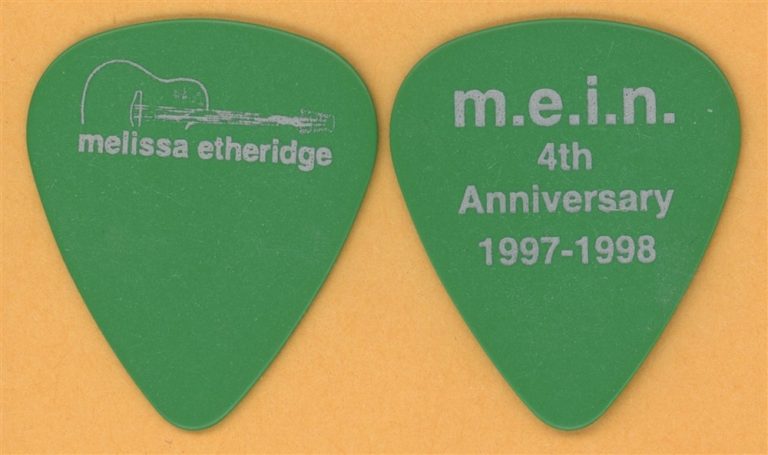 melissa etheridge
m.e.i.n.
4th
Anniversary
1997-1998